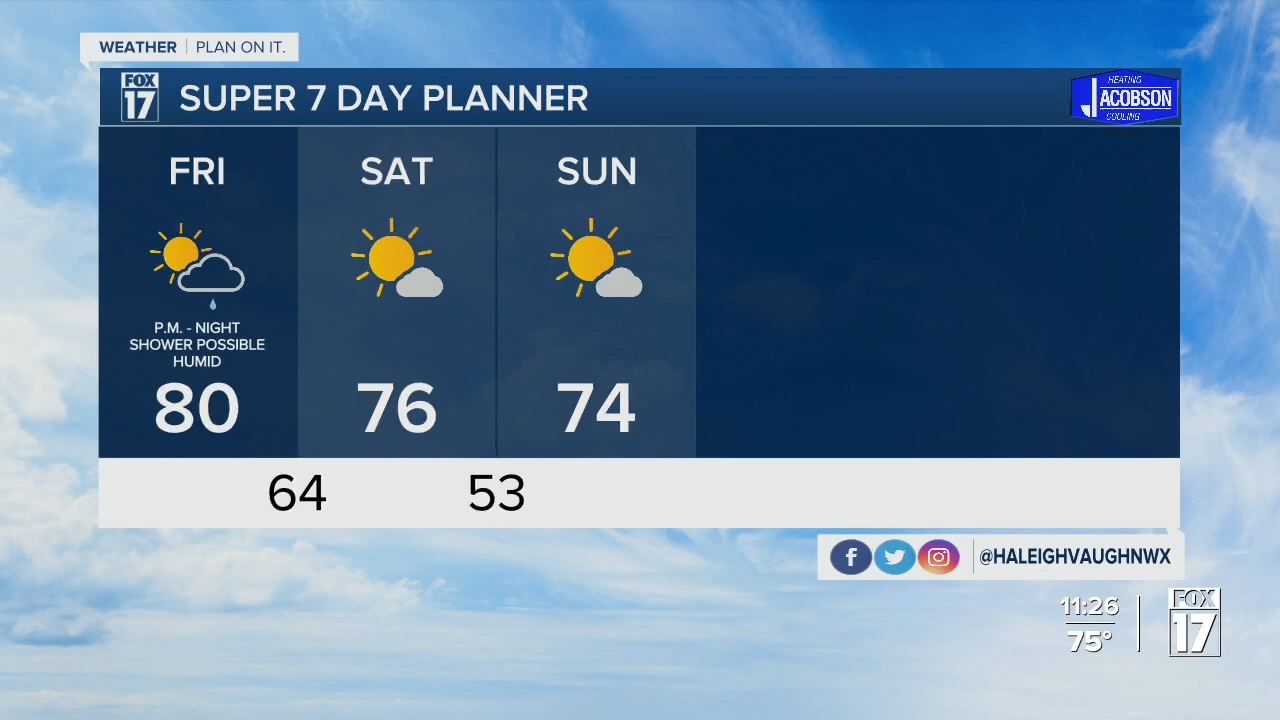 WEATHER | PLAN ON IT.
FOX
17
SUPER 7 DAY PLANNER
HEATING
JACOBSON
COOLING
FRI
SAT
SUN
P.M. - NIGHT
SHOWER POSSIBLE
HUMID
80
76
74
64
53
@HALEIGHVAUGHNWX
11:26
75°
FOX
17